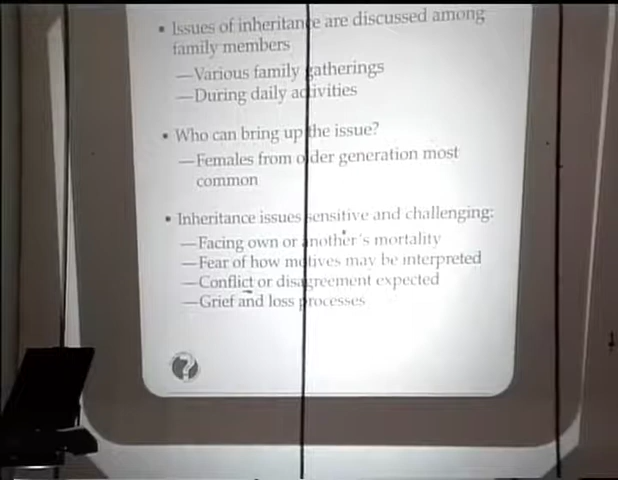 • Issues of inheritance are discussed among
family members
—Various family gatherings
—During daily activities
• Who can bring up the issue?
—Females from older generation most
common
• Inheritance issues sensitive and challenging:
—Facing own or another's mortality
—Fear of how motives may be interpreted
—Conflict or disagreement expected
—Grief and loss processes
?